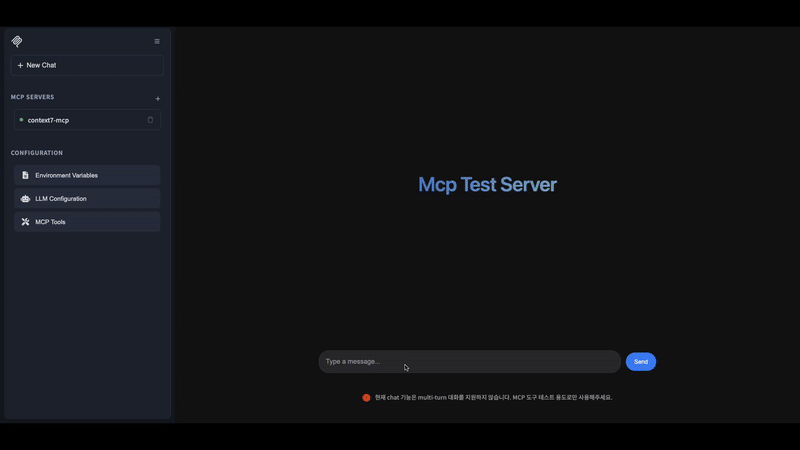 New Chat
MCP SERVERS
context7-mcp
CONFIGURATION
Environment Variables
LLM Configuration
MCP Tools
Mcp Test Server
Type a message...
Send
현재 chat 기능은 multi-turn 대화를 지원하지 않습니다. MCP 도구 테스트 용도로만 사용해주세요.